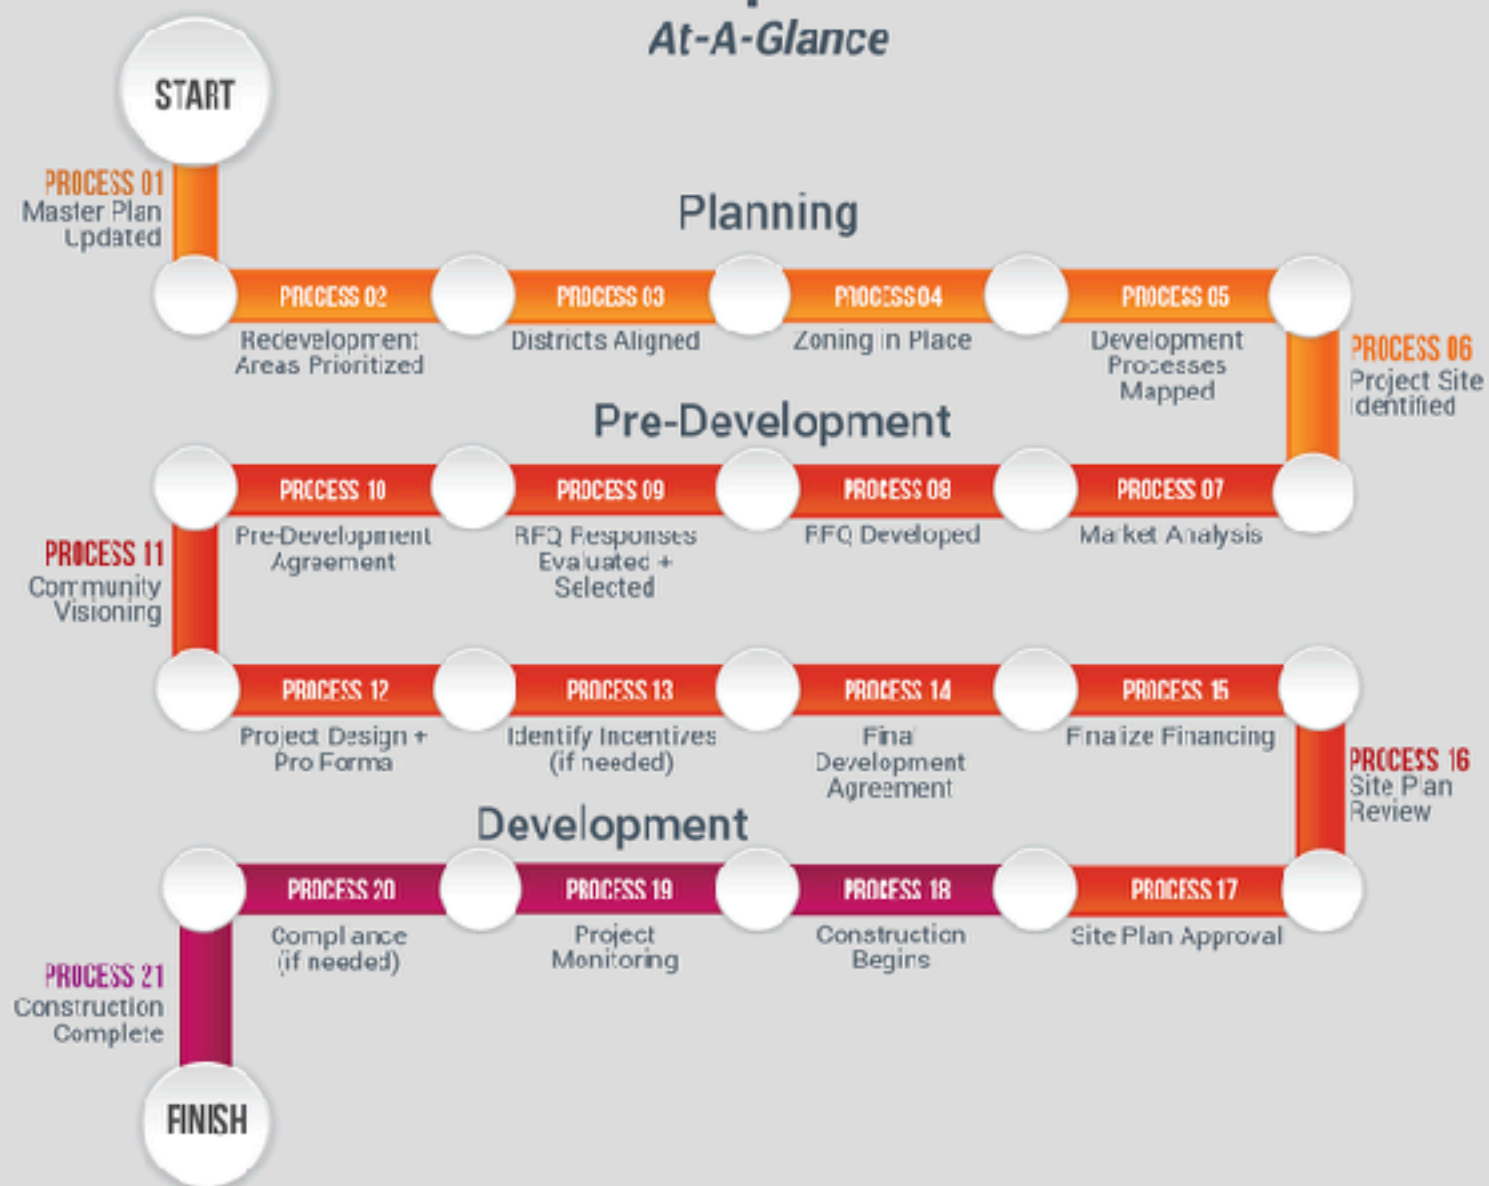 At-A-Glance
START
PROCESS 01
Master Plan
Updated
Planning
PROCESS 02
Redevelopment
Areas Prioritized
PROCESS 03
Districts Aligned
PROCESS 04
Zoning in Place
PROCESS 05
Development
Processes
Mapped
PROCESS 06
Project Site
Identified
Pre-Development
PROCESS 07
Market Analysis
PROCESS 08
RFQ Developed
PROCESS 09
RFQ Responses
Evaluated +
Selected
PROCESS 10
Pre-Development
Agreement
PROCESS 11
Community
Visioning
PROCESS 12
Project Design +
Pro Forma
PROCESS 13
Identify Incentives
(if needed)
PROCESS 14
Final
Development
Agreement
PROCESS 15
Finalize Financing
PROCESS 16
Site Plan
Review
Development
PROCESS 17
Site Plan Approval
PROCESS 18
Construction
Begins
PROCESS 19
Project
Monitoring
PROCESS 20
Compliance
(if needed)
PROCESS 21
Construction
Complete
FINISH